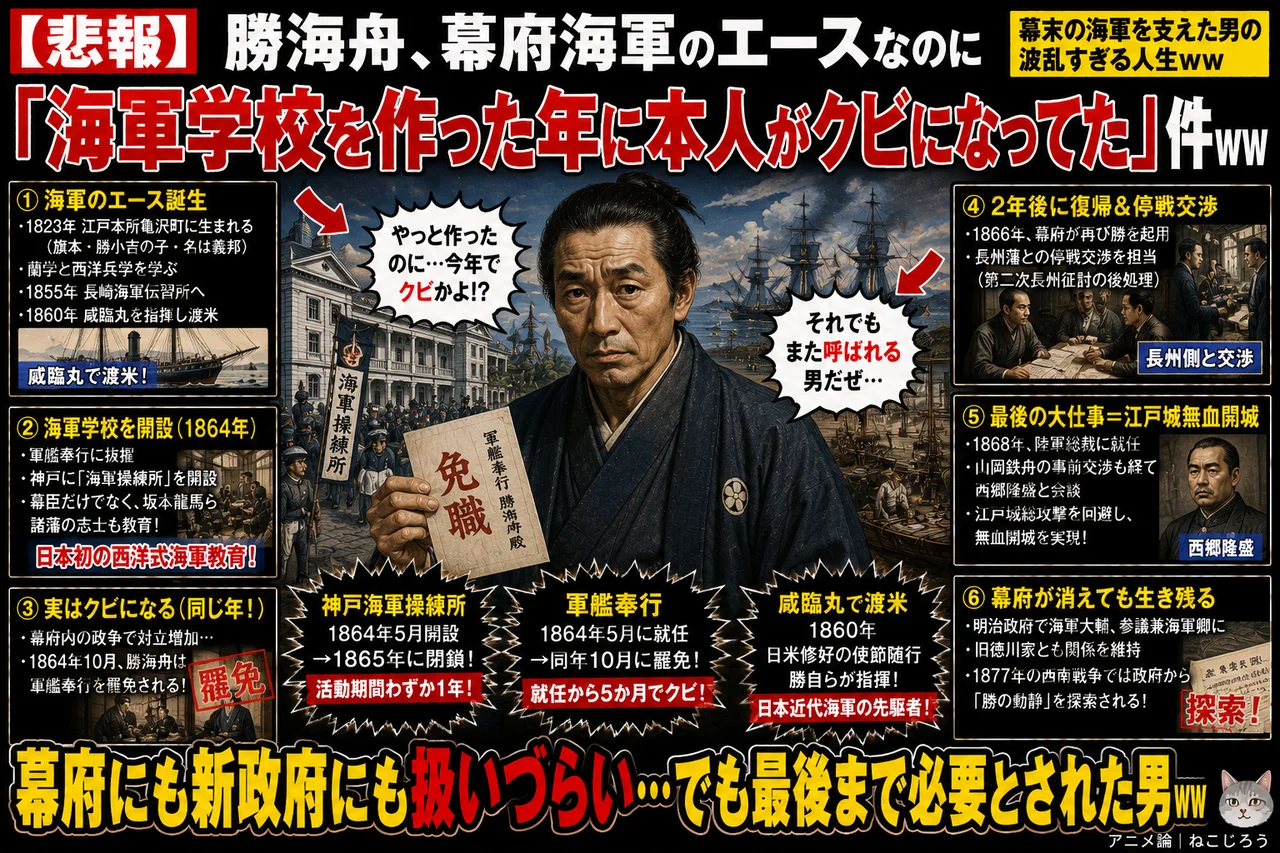 【悲報】
勝海舟、幕府海軍のエースなのに
幕末の海軍を支えた男の
波乱すぎる人生ww
「海軍学校を作った年に本人がクビになってた」件ww
① 海軍のエース誕生
・1823年 江戸本所亀沢町に生まれる
（旗本・勝小吉の子・名は義邦）
・蘭学と西洋兵学を学ぶ
・1855年 長崎海軍伝習所へ
・1860年 咸臨丸を指揮し渡米
咸臨丸で渡米！
② 海軍学校を開設（1864年）
・軍艦奉行に抜擢
・神戸に「海軍操練所」を開設
・幕臣だけでなく、坂本龍馬ら
諸藩の志士も教育！
日本初の西洋式海軍教育！
③ 実はクビになる（同じ年！）
・幕府内の政争で対立増加…
・1864年10月、勝海舟は
軍艦奉行を罷免される！
罷免
やっと作った
のに…今年で
クビかよ!?
海軍操練所
軍艦奉行 勝海舟殿
免職
それでも
また呼ばれる
男だぜ…
神戸海軍操練所
1864年5月開設
→1865年に閉鎖！
活動期間わずか1年！
軍艦奉行
1864年5月に就任
→同年10月に罷免！
就任から5か月でクビ！
咸臨丸で渡米
1860年
日米修好の使節随行
勝自らが指揮！
日本近代海軍の先駆者！
④ 2年後に復帰＆停戦交渉
・1866年、幕府が再び勝を起用
・長州藩との停戦交渉を担当
（第二次長州征討の後処理）
長州側と交渉
⑤ 最後の大仕事＝江戸城無血開城
・1868年、陸軍総裁に就任
・山岡鉄舟の事前交渉も経て
西郷隆盛と会談
・江戸城総攻撃を回避し、
無血開城を実現！
西郷隆盛
⑥ 幕府が消えても生き残る
・明治政府で海軍大輔、参議兼海軍卿に
・旧徳川家とも関係を維持
・1877年の西南戦争では政府から
「勝の動静」を探索される！
探索！
幕府にも新政府にも扱いづらい…でも最後まで必要とされた男ww
アニメ論｜ねこじろう